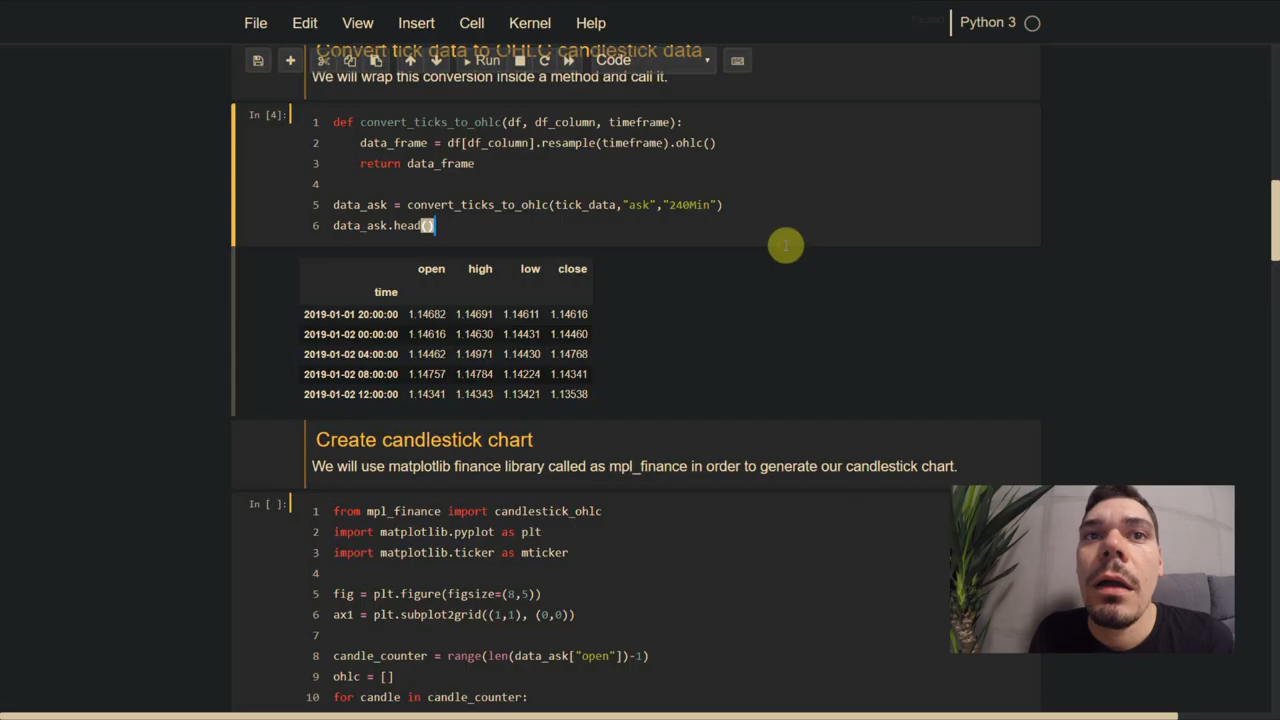 File Edit View Insert Cell Kernel Help
Python 3
Convert tick data to OHLC candlestick data
Run Code
We will wrap this conversion inside a method and call it.
In [4]:
1 def convert_ticks_to_ohlc(df, df_column, timeframe):
2 data_frame = df[df_column].resample(timeframe).ohlc()
3 return data_frame
4
5 data_ask = convert_ticks_to_ohlc(tick_data,"ask","240Min")
6 data_ask.head()
open high low close
time
2019-01-01 20:00:00 1.14682 1.14691 1.14611 1.14616
2019-01-02 00:00:00 1.14616 1.14630 1.14431 1.14460
2019-01-02 04:00:00 1.14462 1.14971 1.14430 1.14768
2019-01-02 08:00:00 1.14757 1.14784 1.14224 1.14341
2019-01-02 12:00:00 1.14341 1.14343 1.13421 1.13538
Create candlestick chart
We will use matplotlib finance library called as mpl_finance in order to generate our candlestick chart.
In [ ]:
1 from mpl_finance import candlestick_ohlc
2 import matplotlib.pyplot as plt
3 import matplotlib.ticker as mticker
4
5 fig = plt.figure(figsize=(8,5))
6 ax1 = plt.subplot2grid((1,1), (0,0))
7
8 candle_counter = range(len(data_ask["open"])-1)
9 ohlc = []
10 for candle in candle_counter: